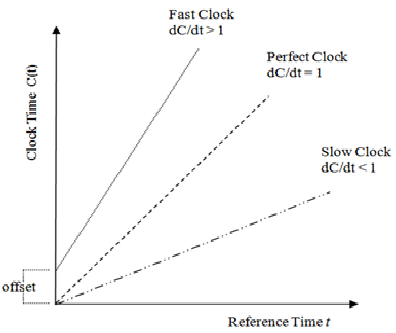 Fast Clock
dC/dt > 1
Perfect Clock
dC/dt = 1
Clock Time C(t)
Slow Clock
dC/dt < 1
offset
Reference Time t